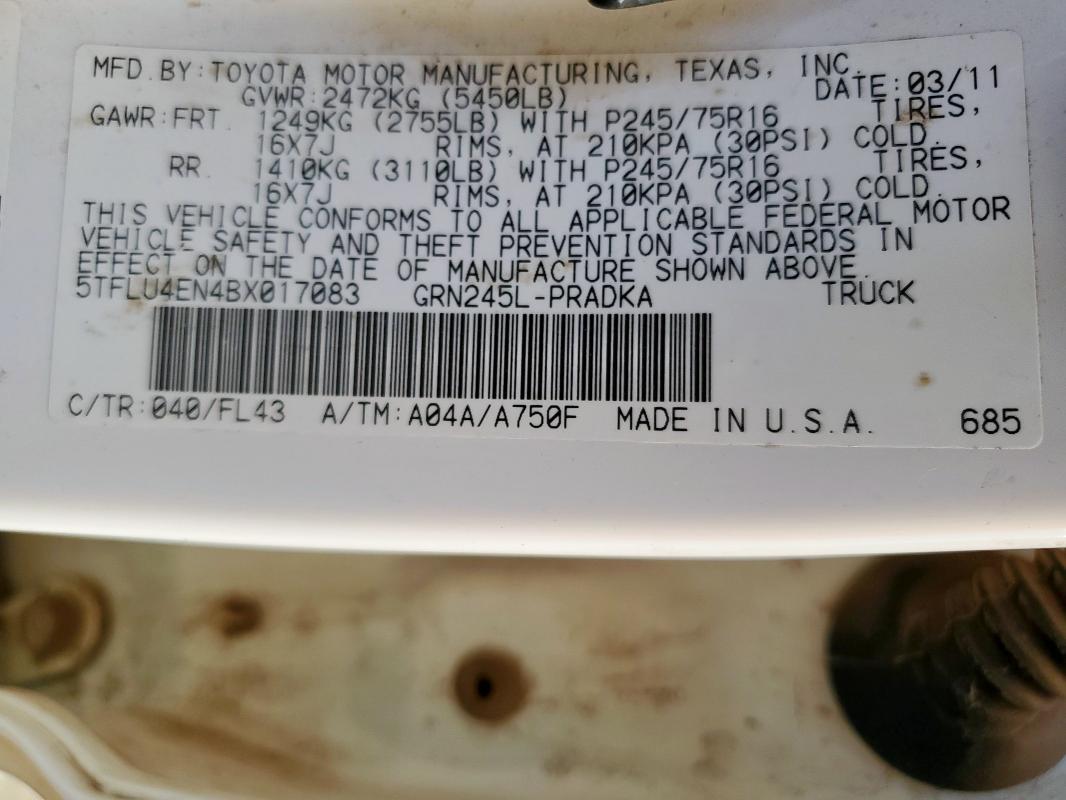 MFD. BY: TOYOTA MOTOR MANUFACTURING, TEXAS, INC.
GVWR: 2472KG (5450LB) DATE: 03/11
GAWR: FRT. 1249KG (2755LB) WITH P245/75R16 TIRES,
16X7J RIMS, AT 210KPA (30PSI) COLD.
RR. 1410KG (3110LB) WITH P245/75R16 TIRES,
16X7J RIMS, AT 210KPA (30PSI) COLD.
THIS VEHICLE CONFORMS TO ALL APPLICABLE FEDERAL MOTOR
VEHICLE SAFETY AND THEFT PREVENTION STANDARDS IN
EFFECT ON THE DATE OF MANUFACTURE SHOWN ABOVE.
5TFLU4EN4BX017083 GRN245L-PRADKA TRUCK
C/TR: 040/FL43 A/TM: A04A/A750F MADE IN U.S.A. 685